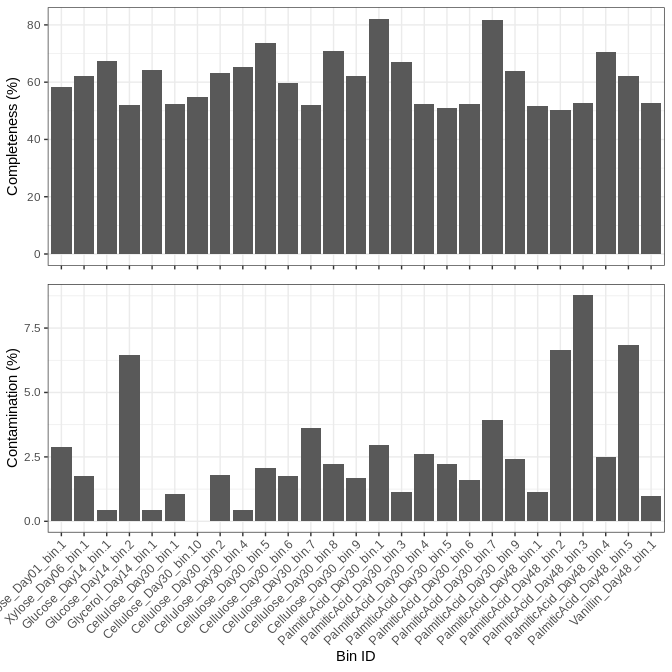 80
60
40
20
0
Completeness (%)
7.5
5.0
2.5
0.0
Contamination (%)
Xylose_Day06_bin.1
Glucose_Day14_bin.1
Glucose_Day14_bin.2
Glycerol_Day14_bin.1
Cellulose_Day30_bin.1
Cellulose_Day30_bin.10
Cellulose_Day30_bin.2
Cellulose_Day30_bin.4
Cellulose_Day30_bin.5
Cellulose_Day30_bin.6
Cellulose_Day30_bin.7
Cellulose_Day30_bin.8
Cellulose_Day30_bin.9
PalmiticAcid_Day30_bin.1
PalmiticAcid_Day30_bin.3
PalmiticAcid_Day30_bin.4
PalmiticAcid_Day30_bin.5
PalmiticAcid_Day30_bin.6
PalmiticAcid_Day30_bin.7
PalmiticAcid_Day30_bin.9
PalmiticAcid_Day48_bin.1
PalmiticAcid_Day48_bin.2
PalmiticAcid_Day48_bin.3
PalmiticAcid_Day48_bin.4
PalmiticAcid_Day48_bin.5
Vanillin_Day48_bin.1
Bin ID